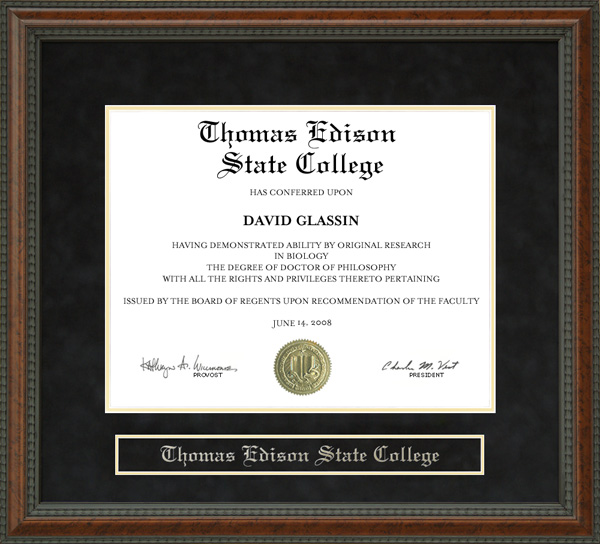 Thomas Edison
State College
HAS CONFERRED UPON
DAVID GLASSIN
HAVING DEMONSTRATED ABILITY BY ORIGINAL RESEARCH
IN BIOLOGY
THE DEGREE OF DOCTOR OF PHILOSOPHY
WITH ALL THE RIGHTS AND PRIVILEGES THERETO PERTAINING
ISSUED BY THE BOARD OF REGENTS UPON RECOMMENDATION OF THE FACULTY
JUNE 14, 2008
Charles M. Vest
PROVOST
PRESIDENT
Thomas Edison State College